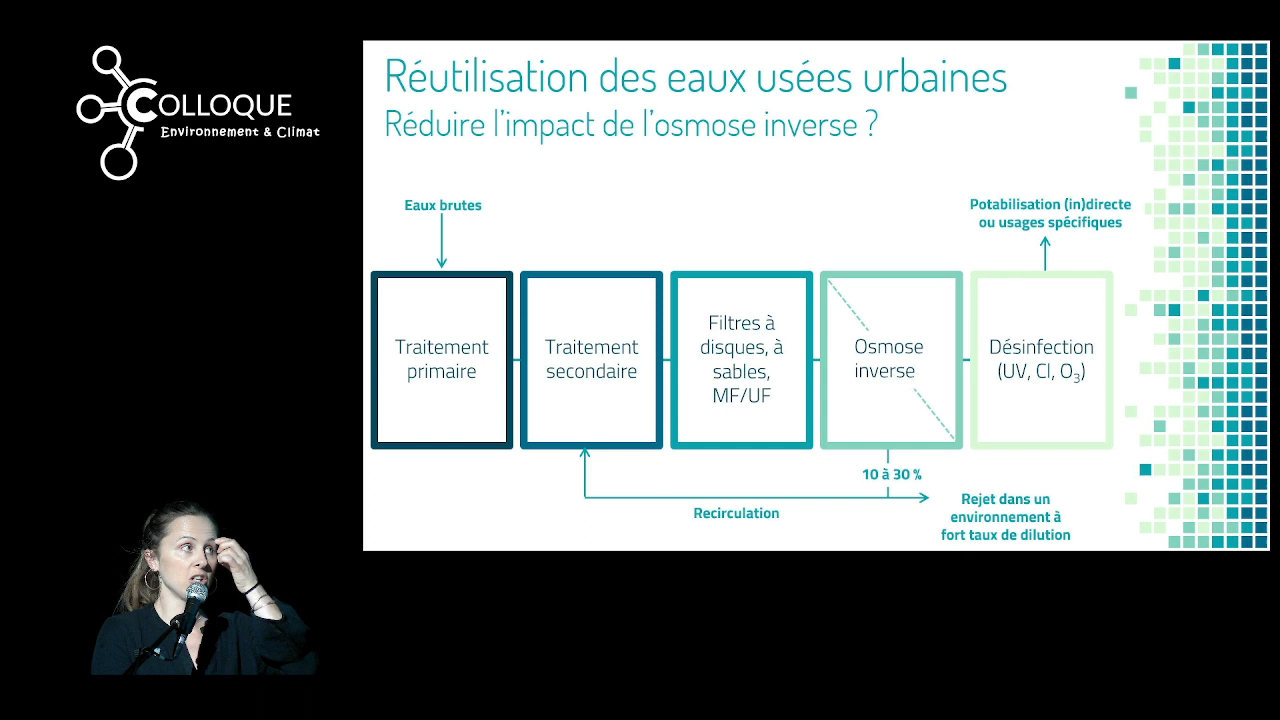 COLLOQUE
Environnement & Climat
Réutilisation des eaux usées urbaines
Réduire l'impact de l'osmose inverse ?
Eaux brutes
Potabilisation (in)directe
ou usages spécifiques
Traitement
primaire
Traitement
secondaire
Filtres à
disques, à
sables,
MF/UF
Osmose
inverse
Désinfection
(UV, Cl, O₃)
10 à 30 %
Recirculation
Rejet dans un
environnement à
fort taux de dilution